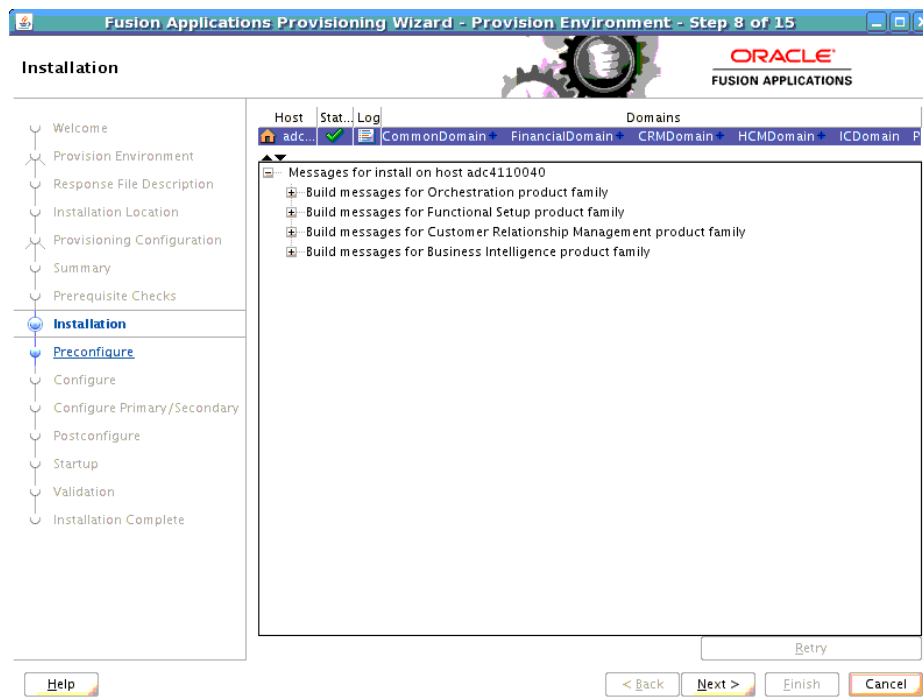 Fusion Applications Provisioning Wizard - Provision Environment - Step 8 of 15
Installation
ORACLE
FUSION APPLICATIONS
Welcome
Provision Environment
Response File Description
Installation Location
Provisioning Configuration
Summary
Prerequisite Checks
Installation
Preconfigure
Configure
Configure Primary/Secondary
Postconfigure
Startup
Validation
Installation Complete
Host Stat... Log Domains
adc... CommonDomain+ FinancialDomain+ CRMDomain+ HCMDomain+ ICDomain P
Messages for install on host adc4110040
Build messages for Orchestration product family
Build messages for Functional Setup product family
Build messages for Customer Relationship Management product family
Build messages for Business Intelligence product family
Retry
Help < Back Next > Finish Cancel